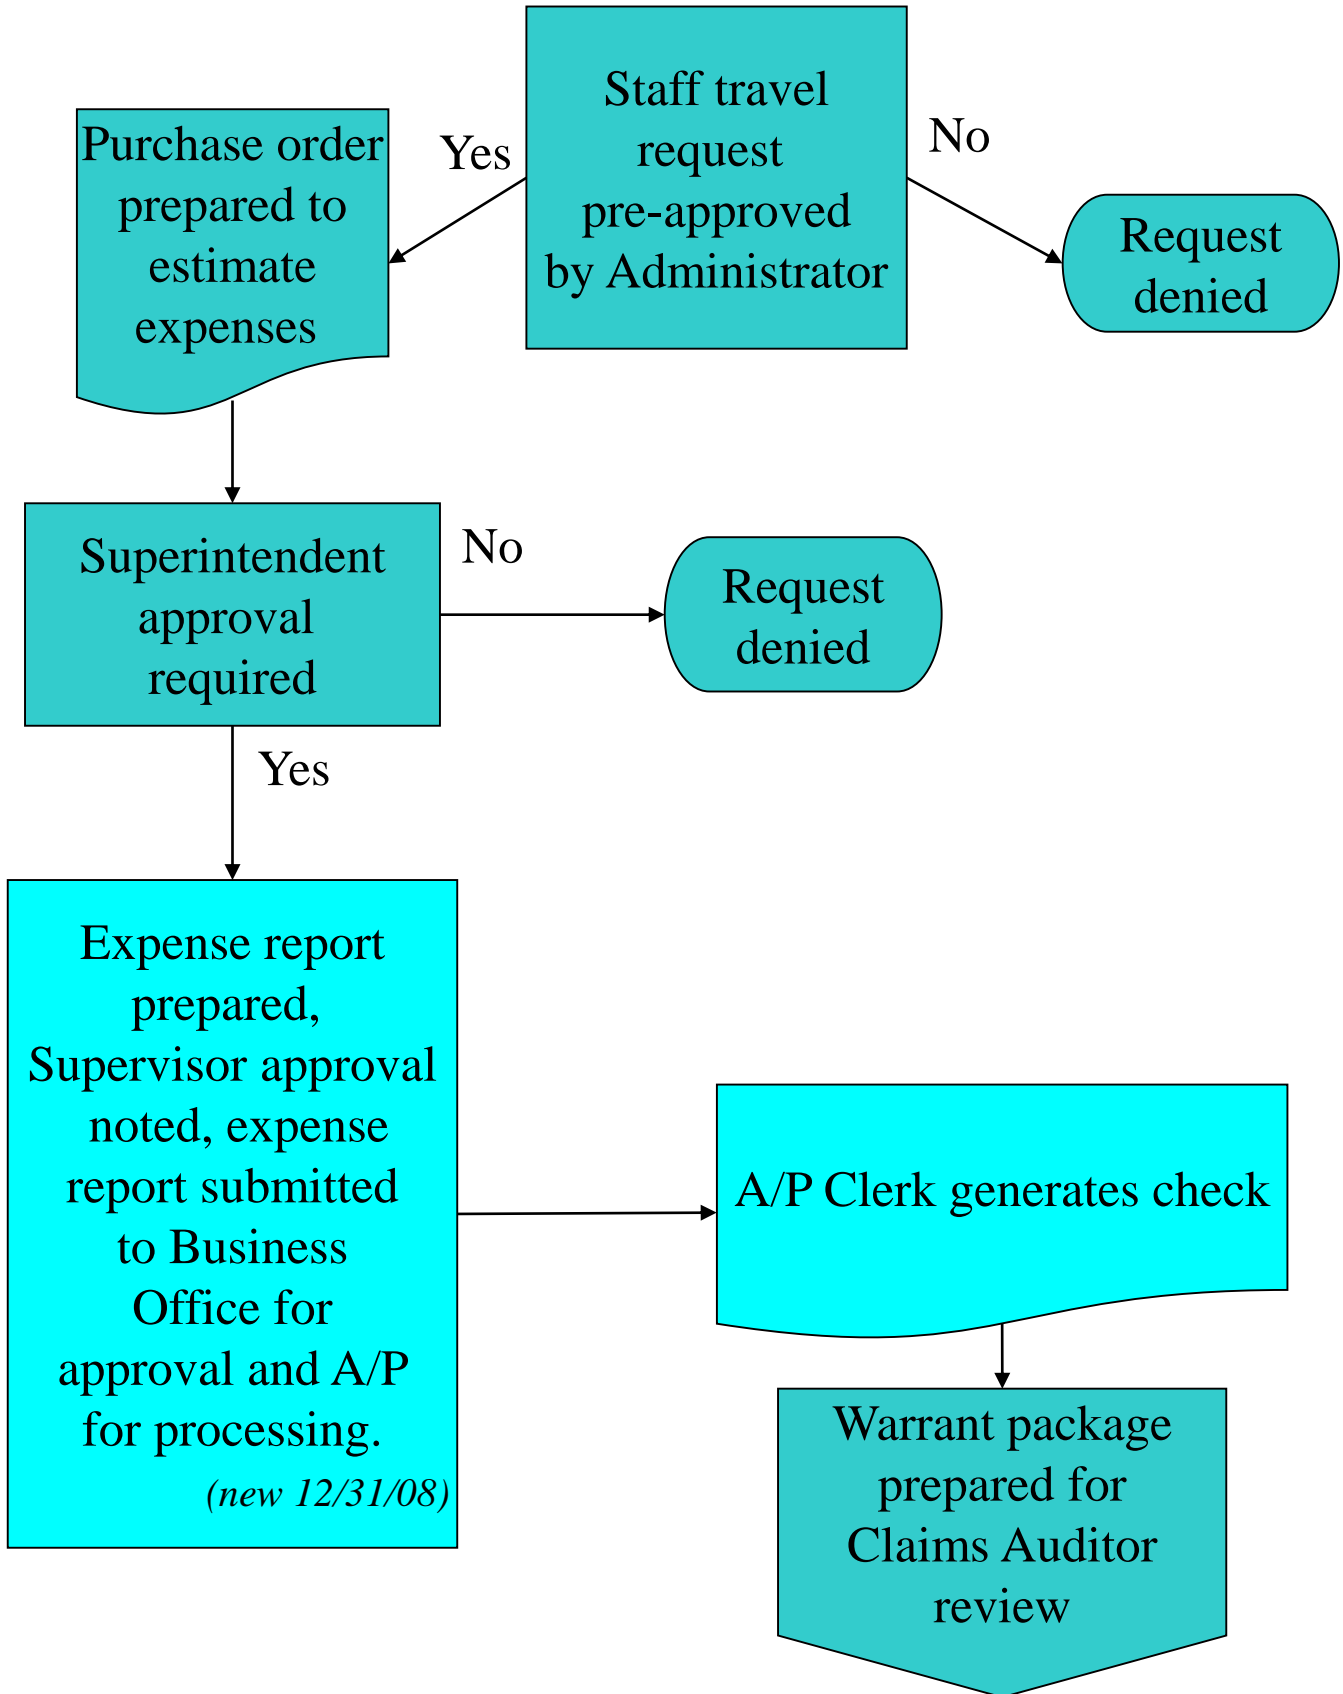 Staff travel
request
pre-approved
by Administrator
Yes
No
Purchase order
prepared to
estimate
expenses
Request
denied
Superintendent
approval
required
No
Request
denied
Yes
Expense report
prepared,
Supervisor approval
noted, expense
report submitted
to Business
Office for
approval and A/P
for processing.
(new 12/31/08)
A/P Clerk generates check
Warrant package
prepared for
Claims Auditor
review